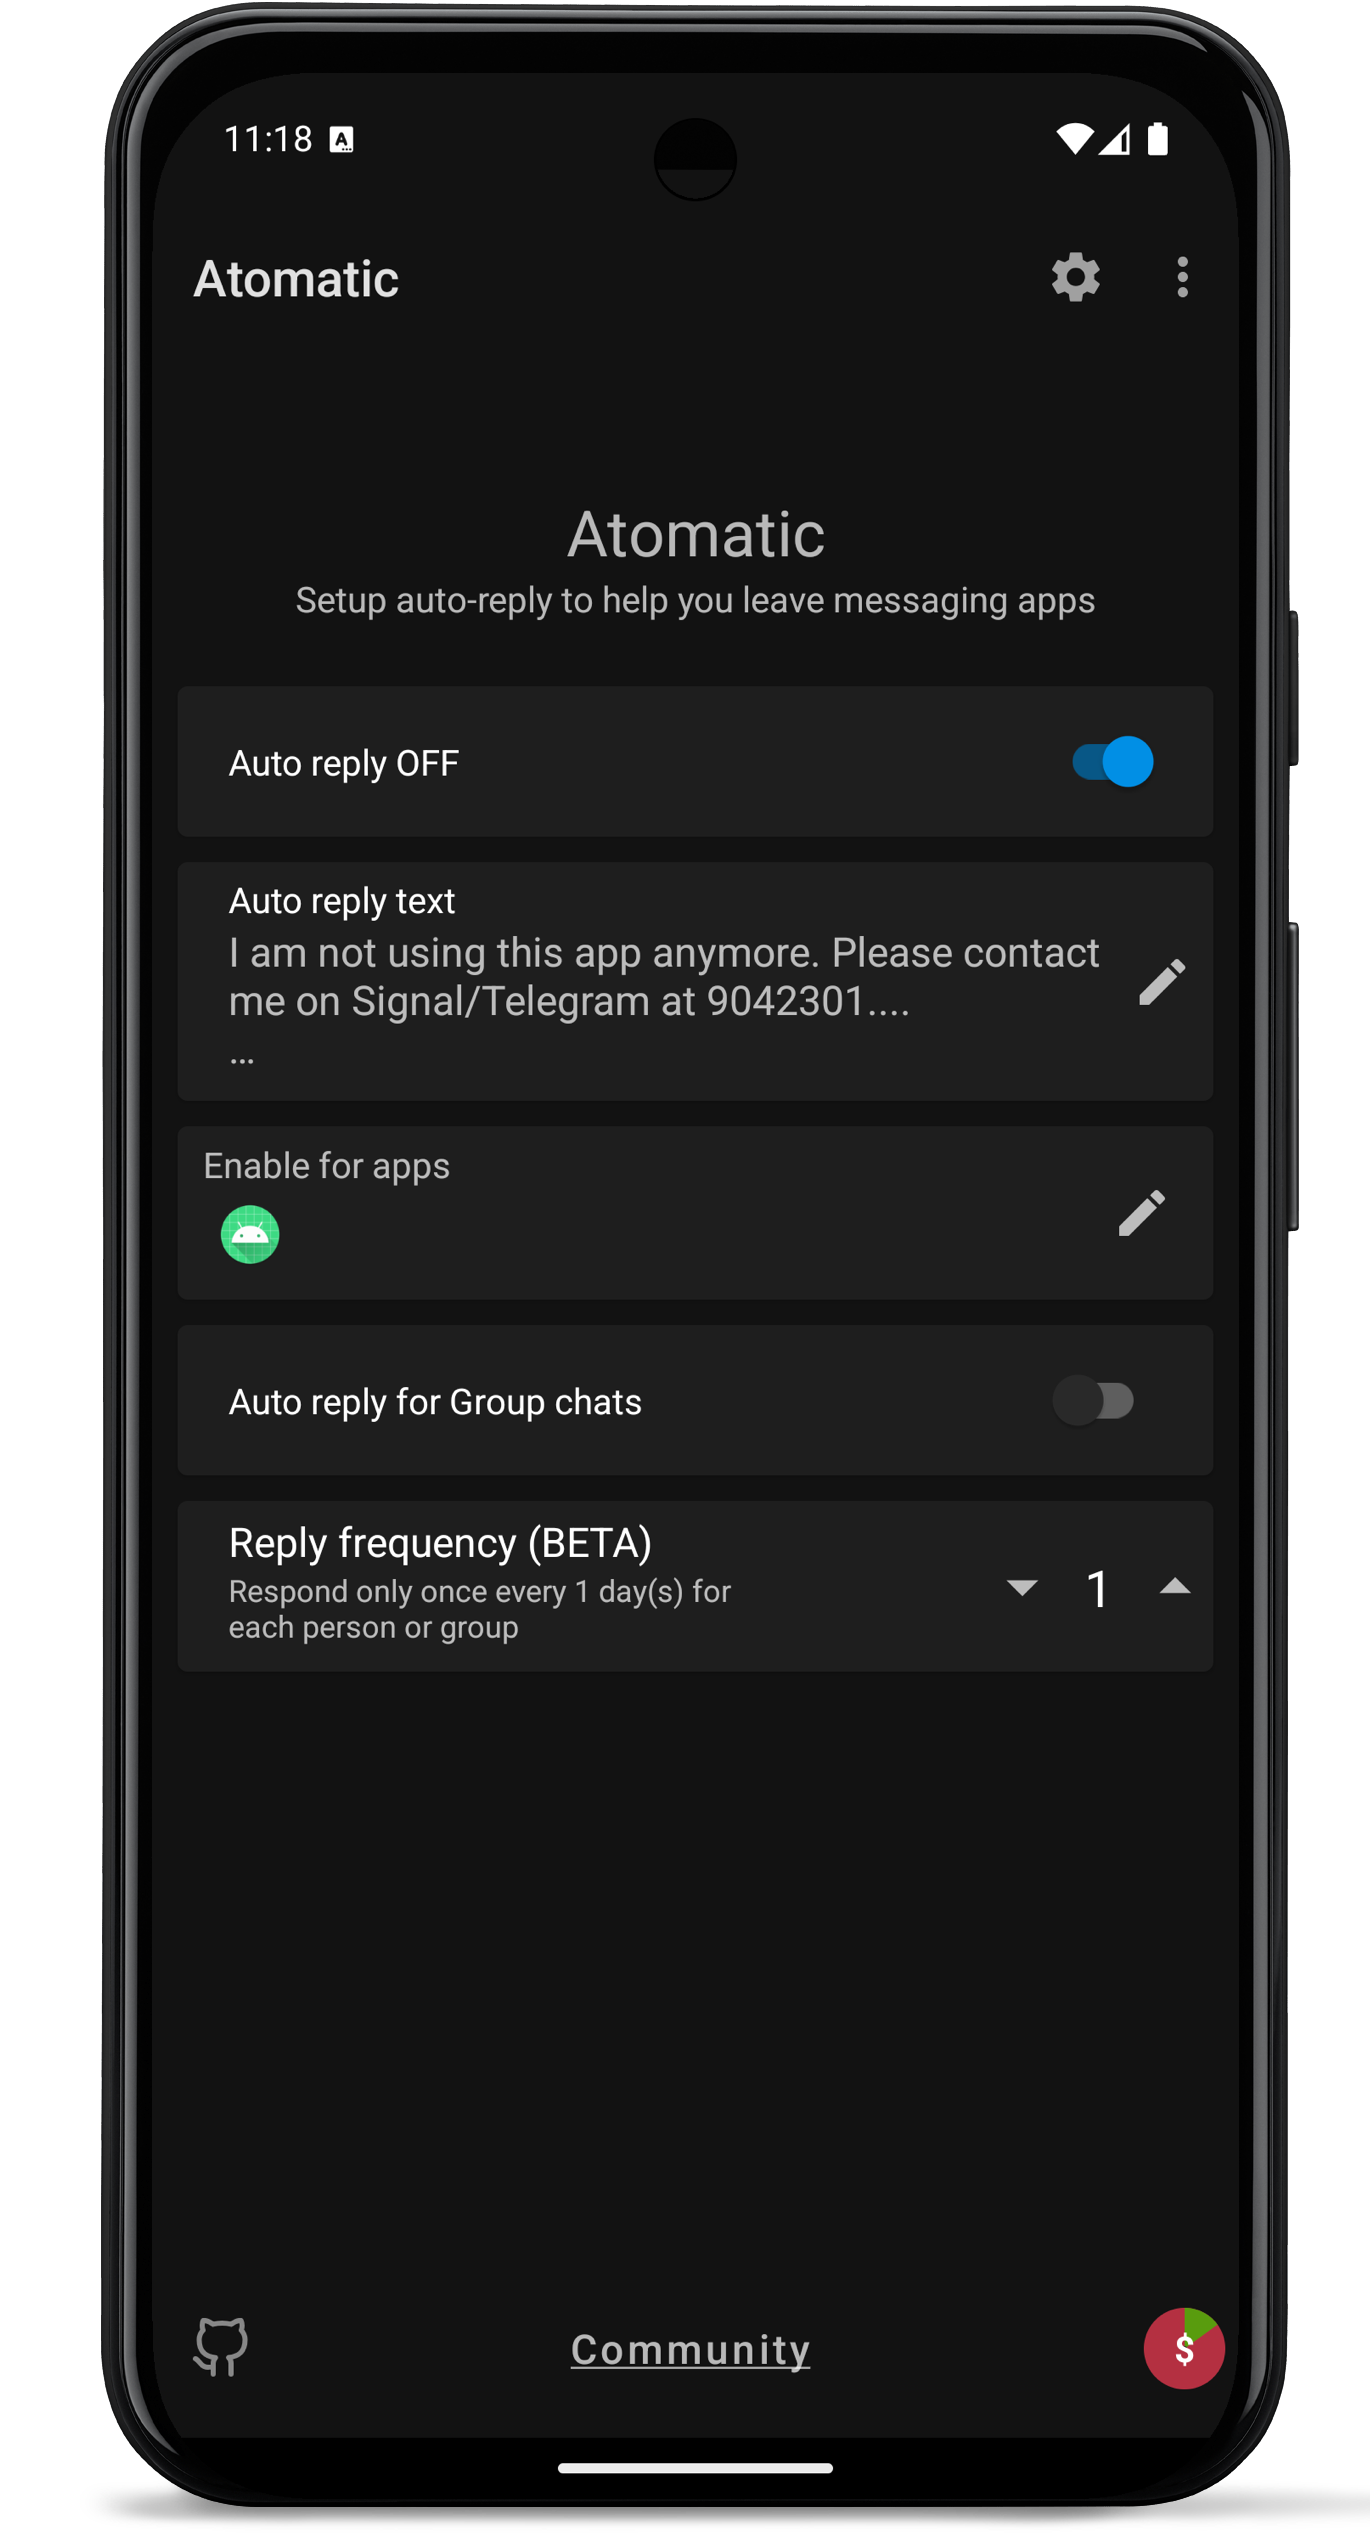 11:18
Atomatic
Atomatic
Setup auto-reply to help you leave messaging apps
Auto reply OFF
Auto reply text
I am not using this app anymore. Please contact
me on Signal/Telegram at 9042301....
...
Enable for apps
Auto reply for Group chats
Reply frequency (BETA)
Respond only once every 1 day(s) for
each person or group
1
Community
$